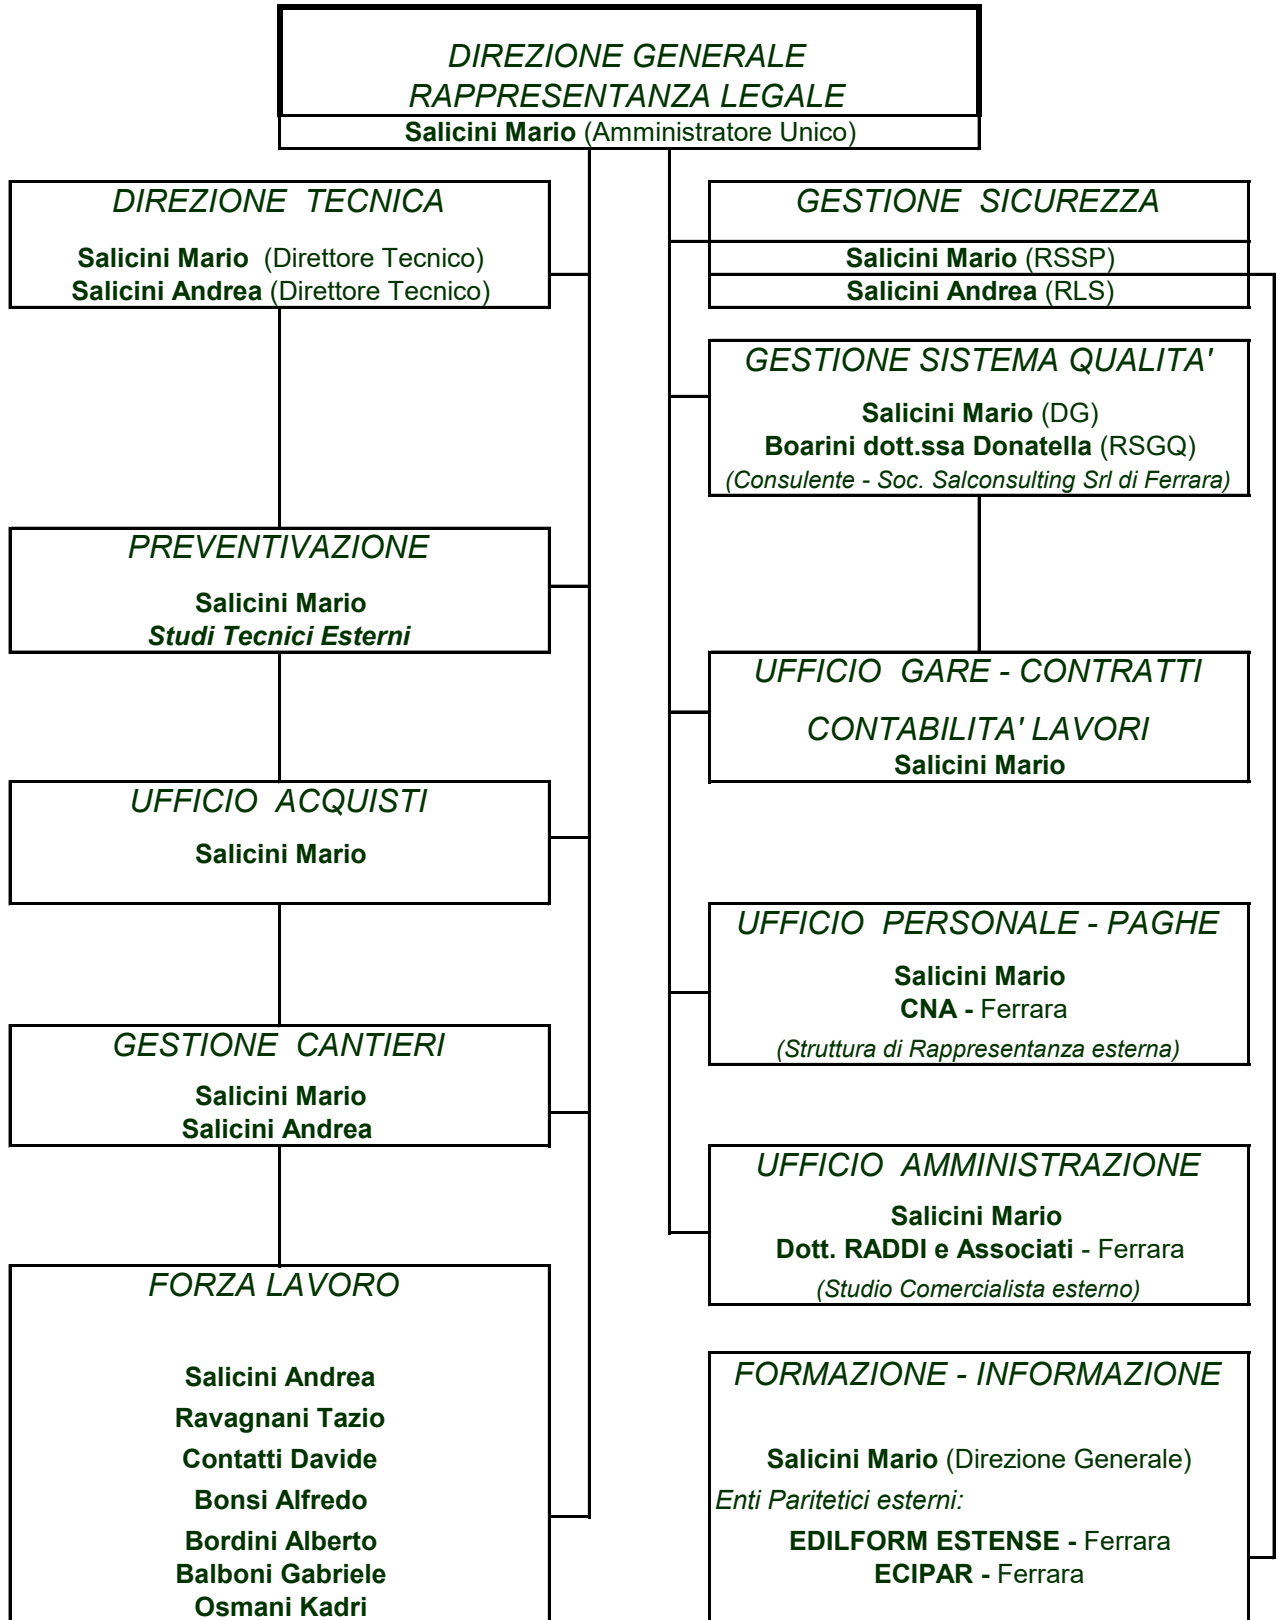 DIREZIONE GENERALE
RAPPRESENTANZA LEGALE
Salicini Mario (Amministratore Unico)
DIREZIONE TECNICA
Salicini Mario (Direttore Tecnico)
Salicini Andrea (Direttore Tecnico)
PREVENTIVAZIONE
Salicini Mario
Studi Tecnici Esterni
UFFICIO ACQUISTI
Salicini Mario
GESTIONE CANTIERI
Salicini Mario
Salicini Andrea
FORZA LAVORO
Salicini Andrea
Ravagnani Tazio
Contatti Davide
Bonsi Alfredo
Bordini Alberto
Balboni Gabriele
Osmani Kadri
GESTIONE SICUREZZA
Salicini Mario (RSSP)
Salicini Andrea (RLS)
GESTIONE SISTEMA QUALITA'
Salicini Mario (DG)
Boarini dott.ssa Donatella (RSGQ)
(Consulente - Soc. Salconsulting Srl di Ferrara)
UFFICIO GARE - CONTRATTI
CONTABILITA' LAVORI
Salicini Mario
UFFICIO PERSONALE - PAGHE
Salicini Mario
CNA - Ferrara
(Struttura di Rappresentanza esterna)
UFFICIO AMMINISTRAZIONE
Salicini Mario
Dott. RADDI e Associati - Ferrara
(Studio Comercialista esterno)
FORMAZIONE - INFORMAZIONE
Salicini Mario (Direzione Generale)
Enti Paritetici esterni:
EDILFORM ESTENSE - Ferrara
ECIPAR - Ferrara